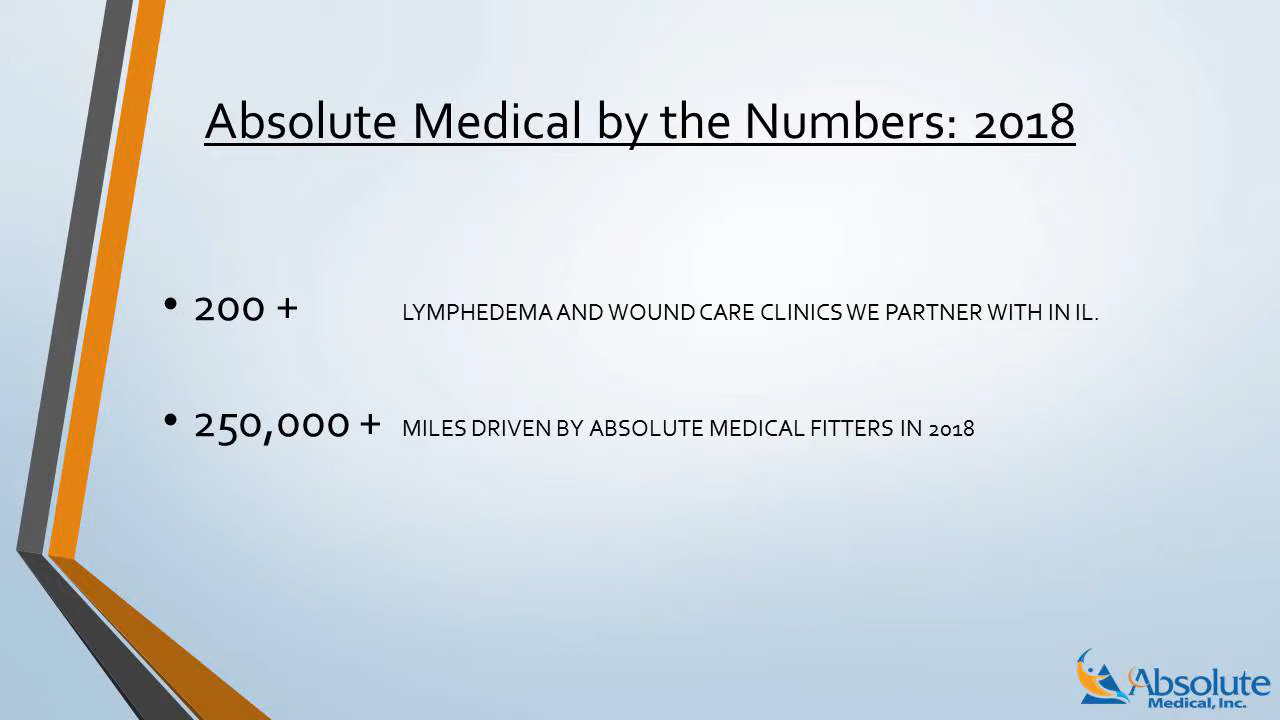 Absolute Medical by the Numbers: 2018
• 200 + LYMPHEDEMA AND WOUND CARE CLINICS WE PARTNER WITH IN IL.
• 250,000 + MILES DRIVEN BY ABSOLUTE MEDICAL FITTERS IN 2018
Absolute
Medical, Inc.